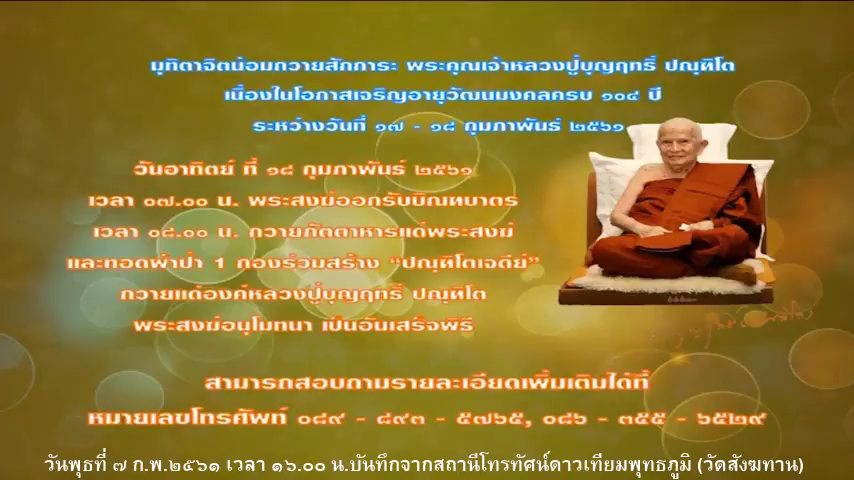 มุทิตาจิตน้อมถวายสักการะ พระคุณเจ้าหลวงปู่บุญฤทธิ์ ปณฺฑิโต
เนื่องในโอกาสเจริญอายุวัฒนมงคลครบ ๑๐๔ ปี
ระหว่างวันที่ ๑๗ - ๑๘ กุมภาพันธ์ ๒๕๖๑
วันอาทิตย์ ที่ ๑๘ กุมภาพันธ์ ๒๕๖๑
เวลา ๐๗.๐๐ น. พระสงฆ์ออกรับบิณฑบาตร
เวลา ๐๘.๐๐ น. ถวายภัตตาหารแด่พระสงฆ์
และทอดผ้าป่า 1 กองร่วมสร้าง “ปณฺฑิโตเจดีย์”
ถวายแด่องค์หลวงปู่บุญฤทธิ์ ปณฺฑิโต
พระสงฆ์อนุโมทนา เป็นอันเสร็จพิธี
สามารถสอบถามรายละเอียดเพิ่มเติมได้ที่
หมายเลขโทรศัพท์ ๐๘๙ - ๘๙๓ - ๕๗๖๕, ๐๘๖ - ๓๕๕ - ๖๕๒๙
วันพุธที่ ๗ ก.พ.๒๕๖๑ เวลา ๑๖.๐๐ น.บันทึกจากสถานีโทรทัศน์ดาวเทียมพุทธภูมิ (วัดสังฆทาน)